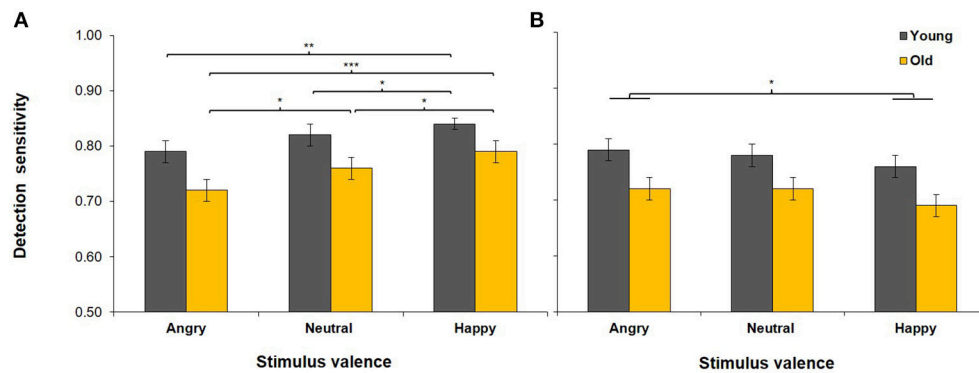 A
B
1.00
0.90
0.80
0.70
0.60
0.50
Detection sensitivity
**
***
*
*
*
Angry Neutral Happy
Stimulus valence
Young
Old
*
Angry Neutral Happy
Stimulus valence